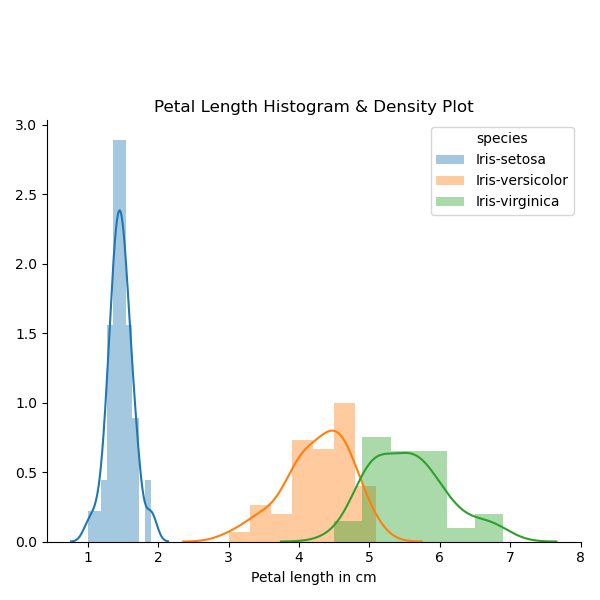 Petal Length Histogram & Density Plot
3.0
2.5
2.0
1.5
1.0
0.5
0.0
species
Iris-setosa
Iris-versicolor
Iris-virginica
1 2 3 4 5 6 7 8
Petal length in cm